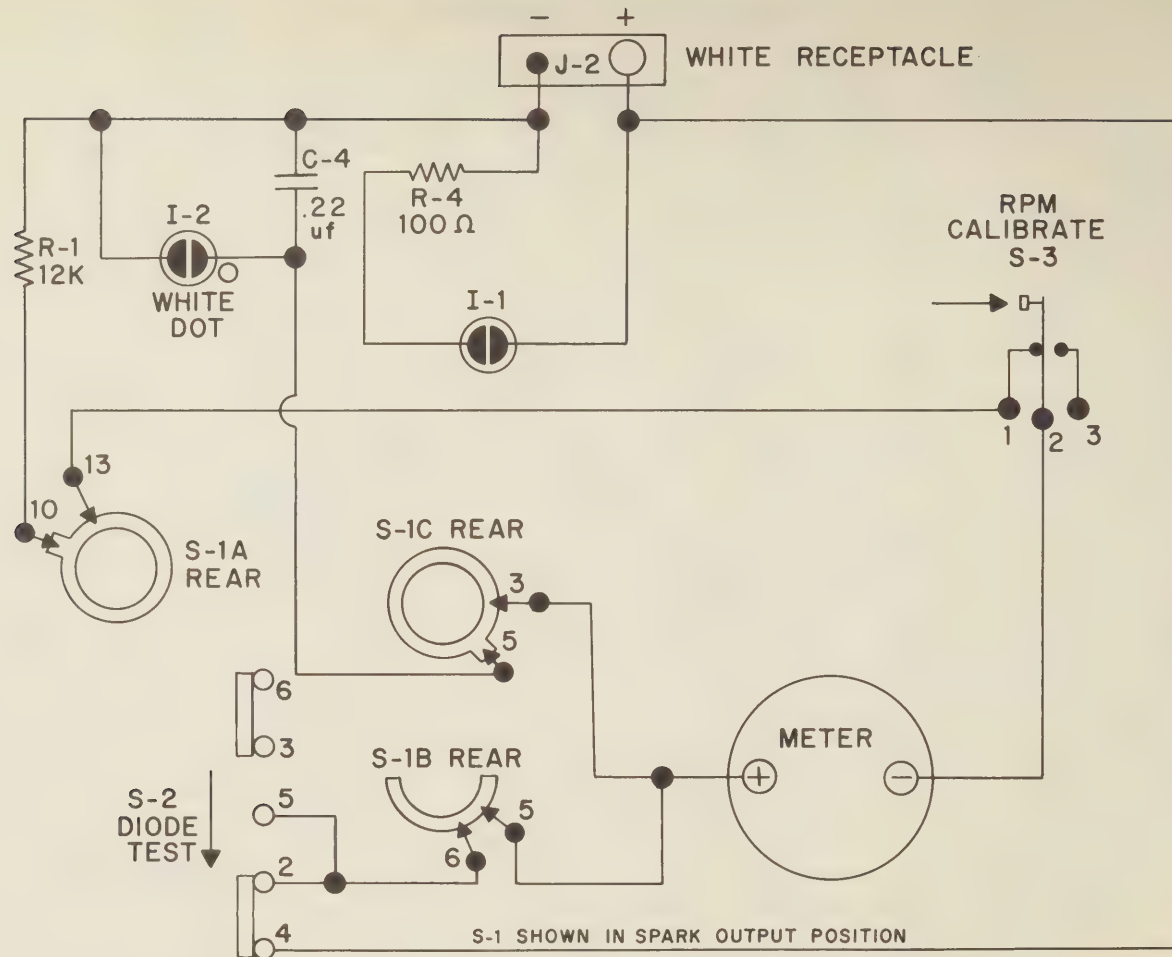 - +
J-2
WHITE RECEPTACLE
C-4
.22
uf
R-4
100 Ω
I-2
R-1
12K
WHITE
DOT
I-1
RPM
CALIBRATE
S-3
1
2
3
13
10
S-1A
REAR
S-1C REAR
3
5
6
3
S-1B REAR
METER
+
-
S-2
DIODE
TEST
5
5
6
2
4
S-1 SHOWN IN SPARK OUTPUT POSITION